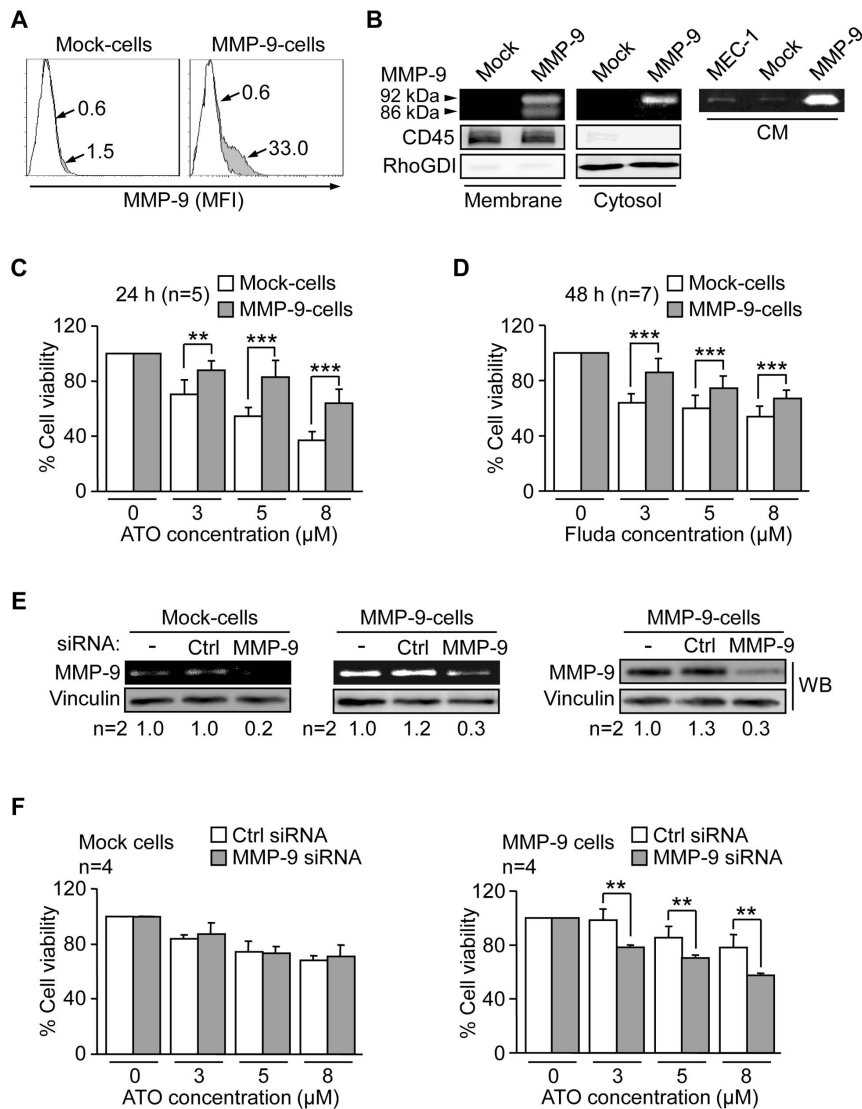 A
Mock-cells
MMP-9-cells
0.6
1.5
0.6
33.0
MMP-9 (MFI)
B
Mock
MMP-9
Mock
MMP-9
MEC-1
Mock
MMP-9
MMP-9
92 kDa
86 kDa
CD45
RhoGDI
Membrane
Cytosol
CM
C
24 h (n=5)
Mock-cells
MMP-9-cells
% Cell viability
120
80
40
0
**
***
***
0 3 5 8
ATO concentration (µM)
D
48 h (n=7)
Mock-cells
MMP-9-cells
% Cell viability
120
80
40
0
***
***
***
0 3 5 8
Fluda concentration (µM)
E
Mock-cells
siRNA: - Ctrl MMP-9
MMP-9
Vinculin
n=2 1.0 1.0 0.2
MMP-9-cells
- Ctrl MMP-9
n=2 1.0 1.2 0.3
MMP-9-cells
- Ctrl MMP-9
MMP-9
Vinculin
WB
n=2 1.0 1.3 0.3
F
Mock cells
n=4
Ctrl siRNA
MMP-9 siRNA
% Cell viability
120
80
40
0
0 3 5 8
ATO concentration (µM)
MMP-9 cells
n=4
Ctrl siRNA
MMP-9 siRNA
% Cell viability
120
80
40
0
**
**
**
0 3 5 8
ATO concentration (µM)